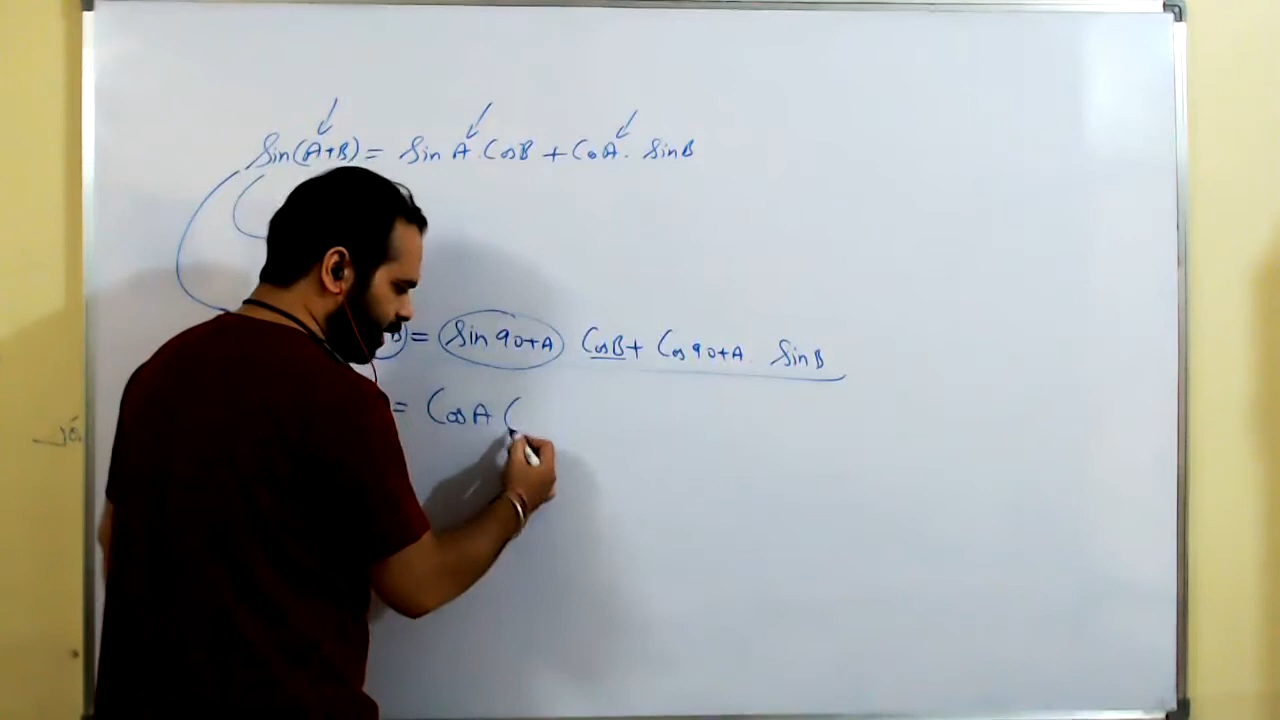 Sin(A+B) = Sin A . CosB + CosA . SinB
B) = Sin 90+A CosB + Cos 90+A SinB
= CosA (